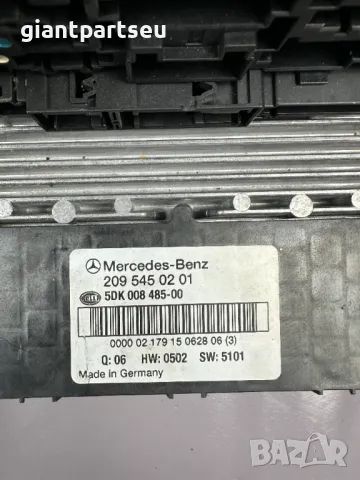 giantpartseu
Mercedes-Benz
209 545 02 01
HELLA 5DK 008 485-00
0000 02 179 15 0628 06 (3)
Q: 06 HW: 0502 SW: 5101
Made in Germany
BAZAR